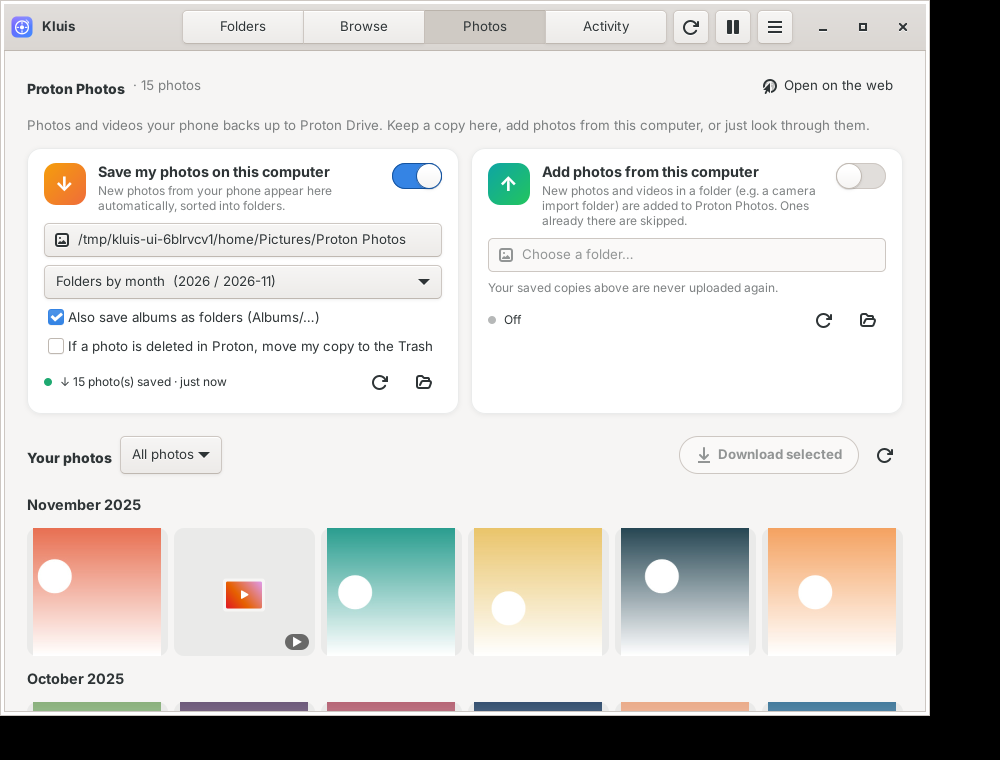 Kluis
Folders
Browse
Photos
Activity
Proton Photos · 15 photos
Open on the web
Photos and videos your phone backs up to Proton Drive. Keep a copy here, add photos from this computer, or just look through them.
Save my photos on this computer
New photos from your phone appear here
automatically, sorted into folders.
/tmp/kluis-ui-6blrvcv1/home/Pictures/Proton Photos
Folders by month (2026 / 2026-11)
Also save albums as folders (Albums/...)
If a photo is deleted in Proton, move my copy to the Trash
↓ 15 photo(s) saved · just now
Add photos from this computer
New photos and videos in a folder (e.g. a camera
import folder) are added to Proton Photos. Ones
already there are skipped.
Choose a folder...
Your saved copies above are never uploaded again.
Off
Your photos
All photos
Download selected
November 2025
October 2025